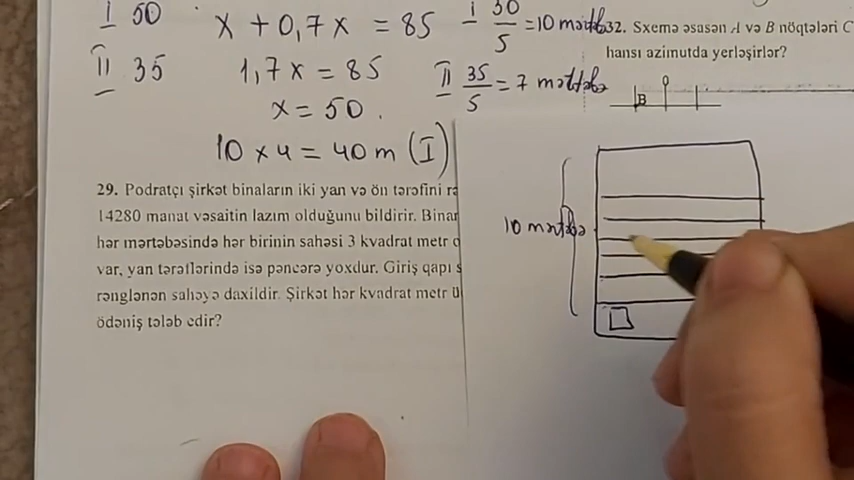 I 50
II 35
x + 0,7x = 85
1,7x = 85
x = 50 .
10 × 4 = 40 m (I)
I 50/5 = 10 mərtəbə
II 35/5 = 7 mərtəbə
29. Podratçı şirkət binaların iki yan və ön tərəfini
14280 manat vəsaitin lazım olduğunu bildirir.
hər mərtəbəsində hər birinin sahəsi 3 kvadrat metr
var, yan tərəflərində isə pəncərə yoxdur. Giriş qapı
rənglənən sahəyə daxildir. Şirkət hər kvadrat metr
ödəniş tələb edir?
32. Sxemə əsasən A və B nöqtələri C
hansı azimutda yerləşirlər?
B
10 mərtəbə